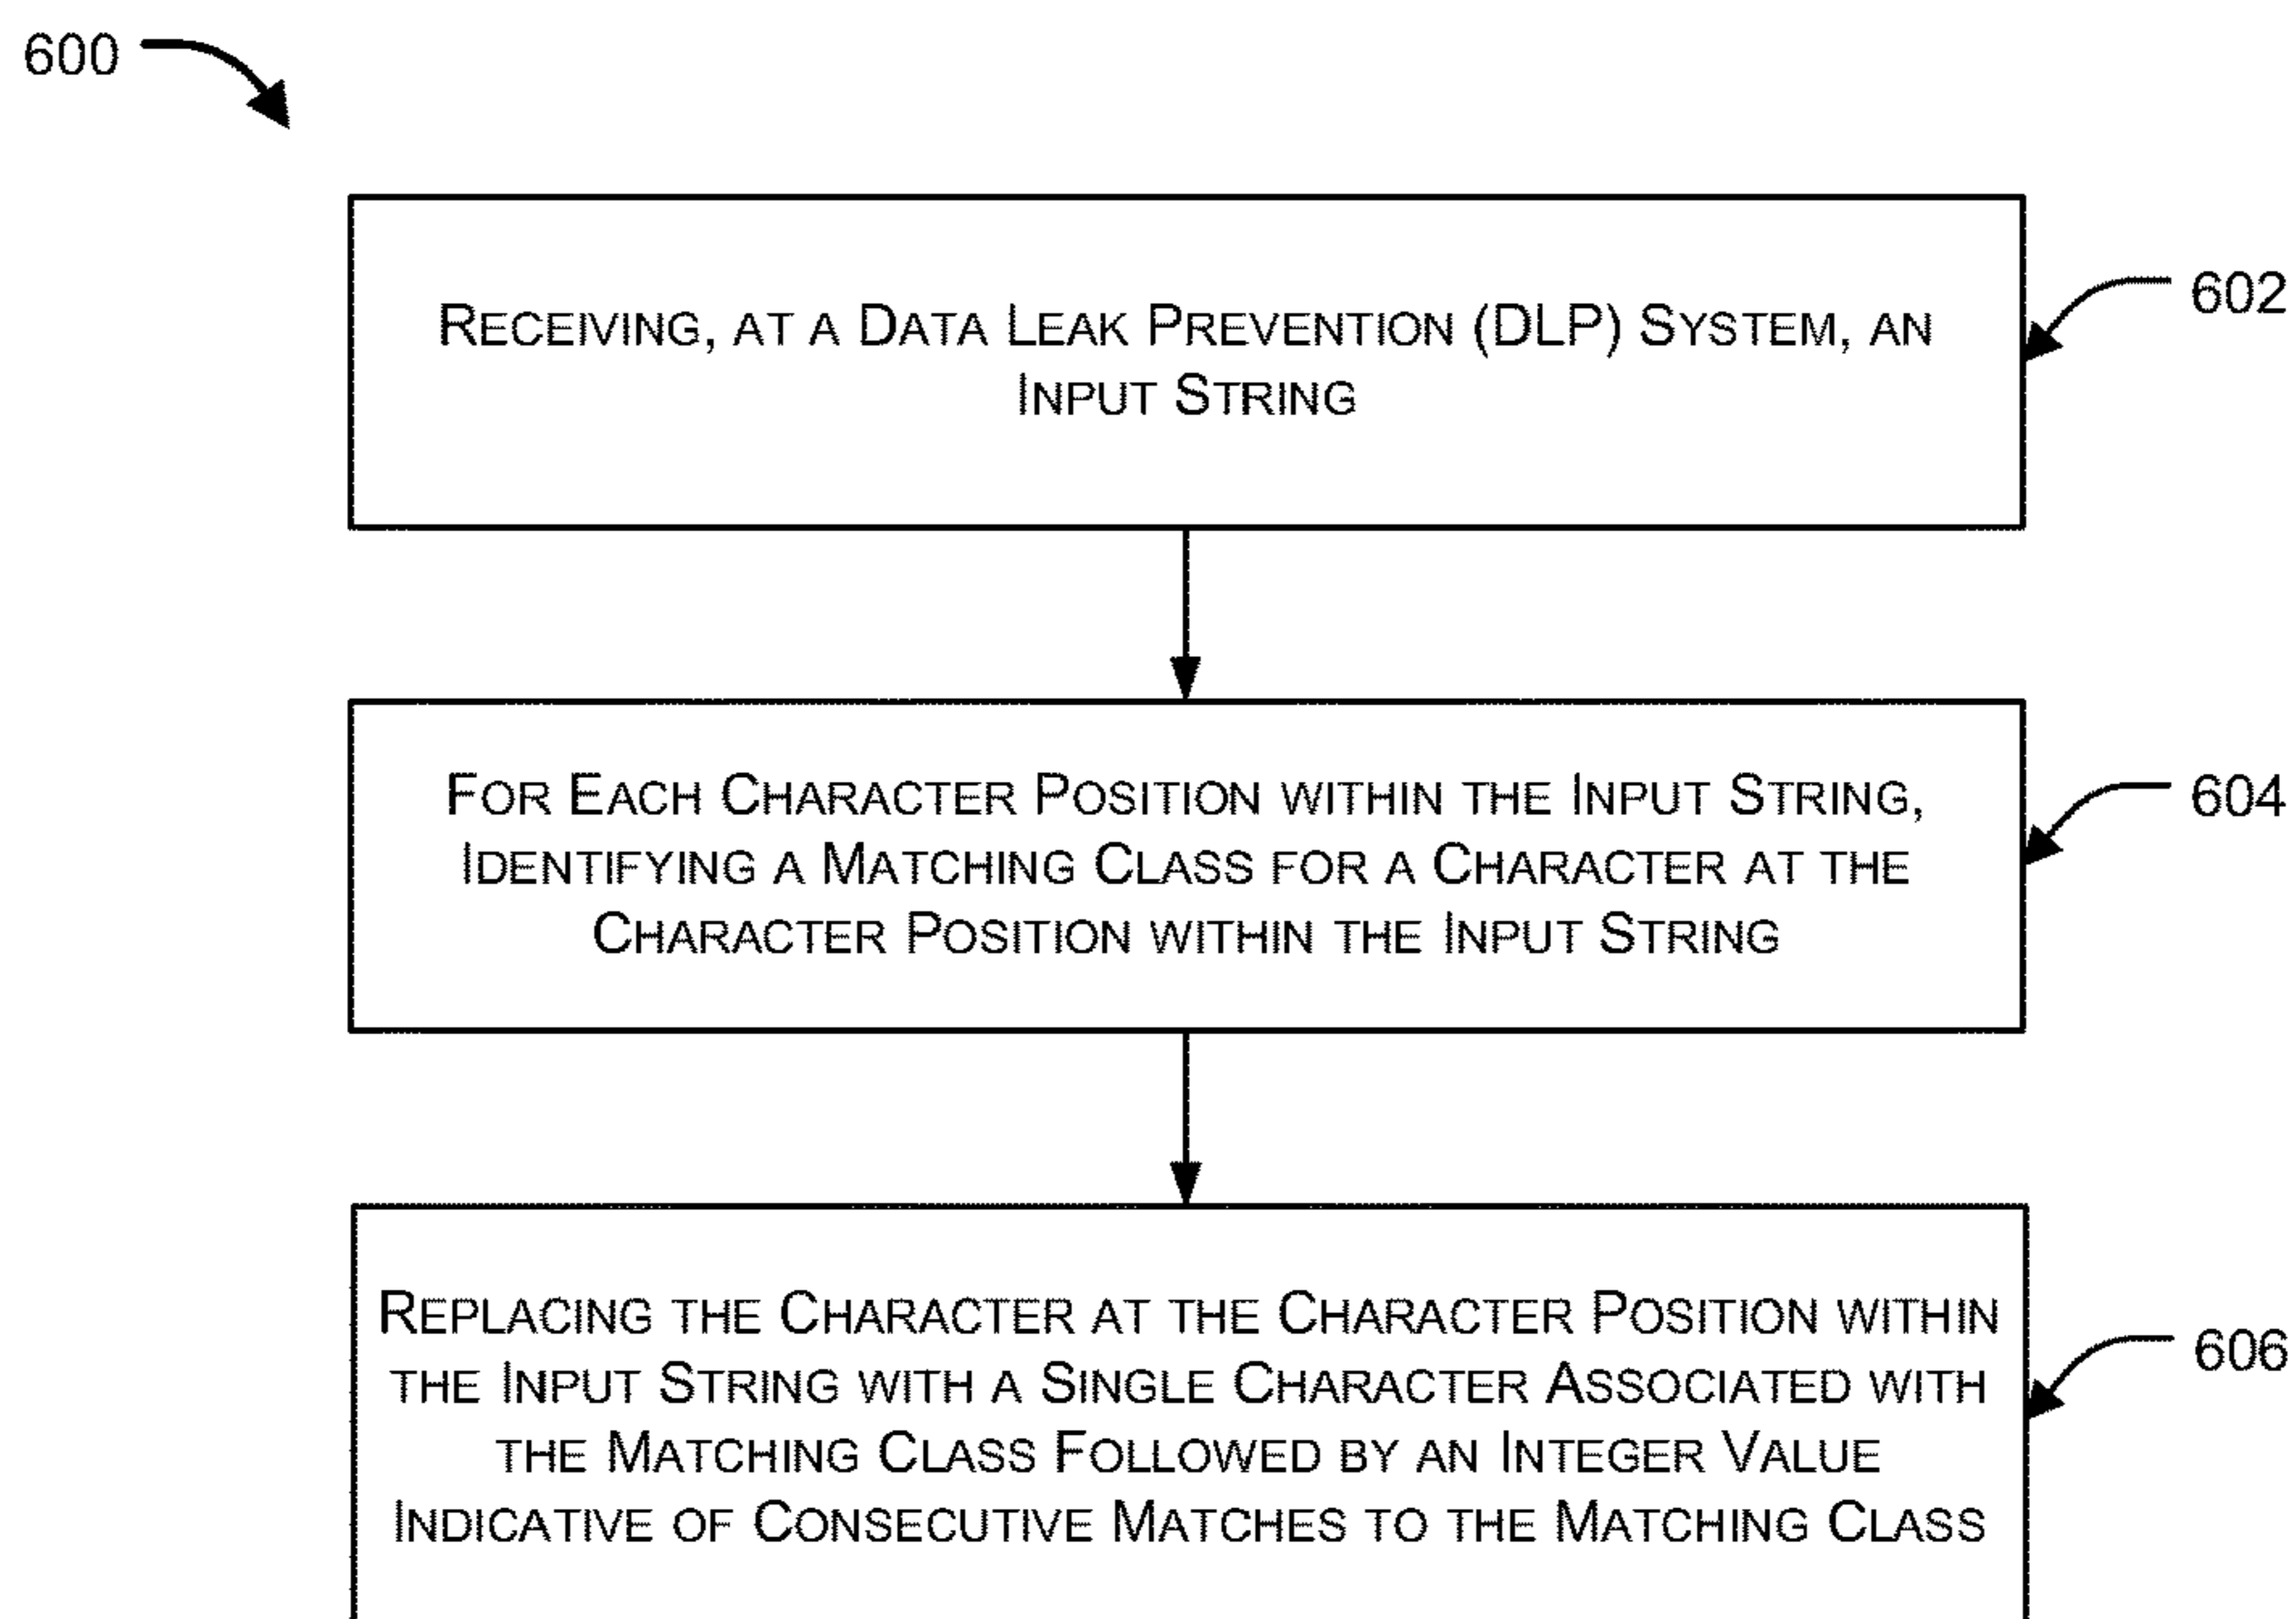 600
RECEIVING, AT A DATA LEAK PREVENTION (DLP) SYSTEM, AN
INPUT STRING
602
FOR EACH CHARACTER POSITION WITHIN THE INPUT STRING,
IDENTIFYING A MATCHING CLASS FOR A CHARACTER AT THE
CHARACTER POSITION WITHIN THE INPUT STRING
604
REPLACING THE CHARACTER AT THE CHARACTER POSITION WITHIN
THE INPUT STRING WITH A SINGLE CHARACTER ASSOCIATED WITH
THE MATCHING CLASS FOLLOWED BY AN INTEGER VALUE
INDICATIVE OF CONSECUTIVE MATCHES TO THE MATCHING CLASS
606